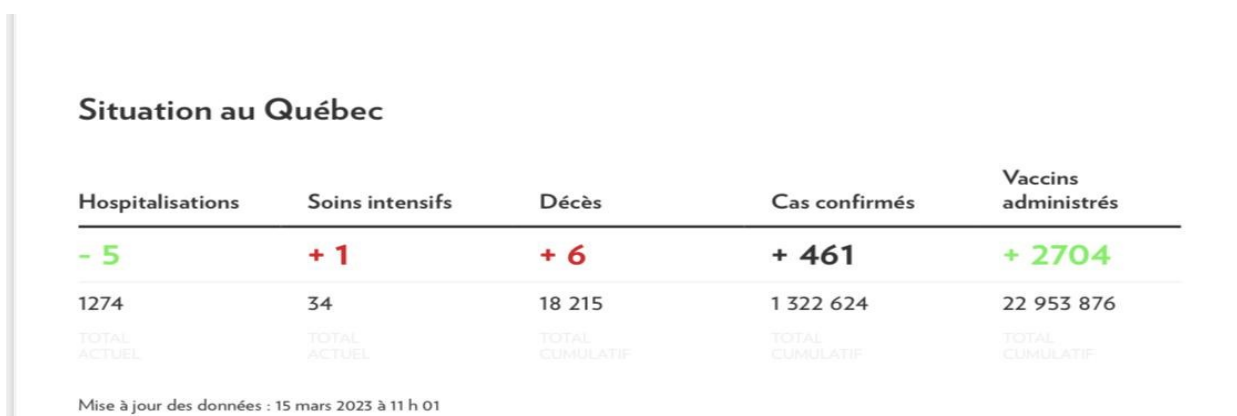 Situation au Québec
Hospitalisations Soins intensifs Décès Cas confirmés Vaccins administrés
- 5 + 1 + 6 + 461 + 2704
1274 34 18 215 1 322 624 22 953 876
TOTAL TOTAL TOTAL TOTAL TOTAL
ACTUEL ACTUEL CUMULATIF CUMULATIF CUMULATIF
Mise à jour des données : 15 mars 2023 à 11 h 01